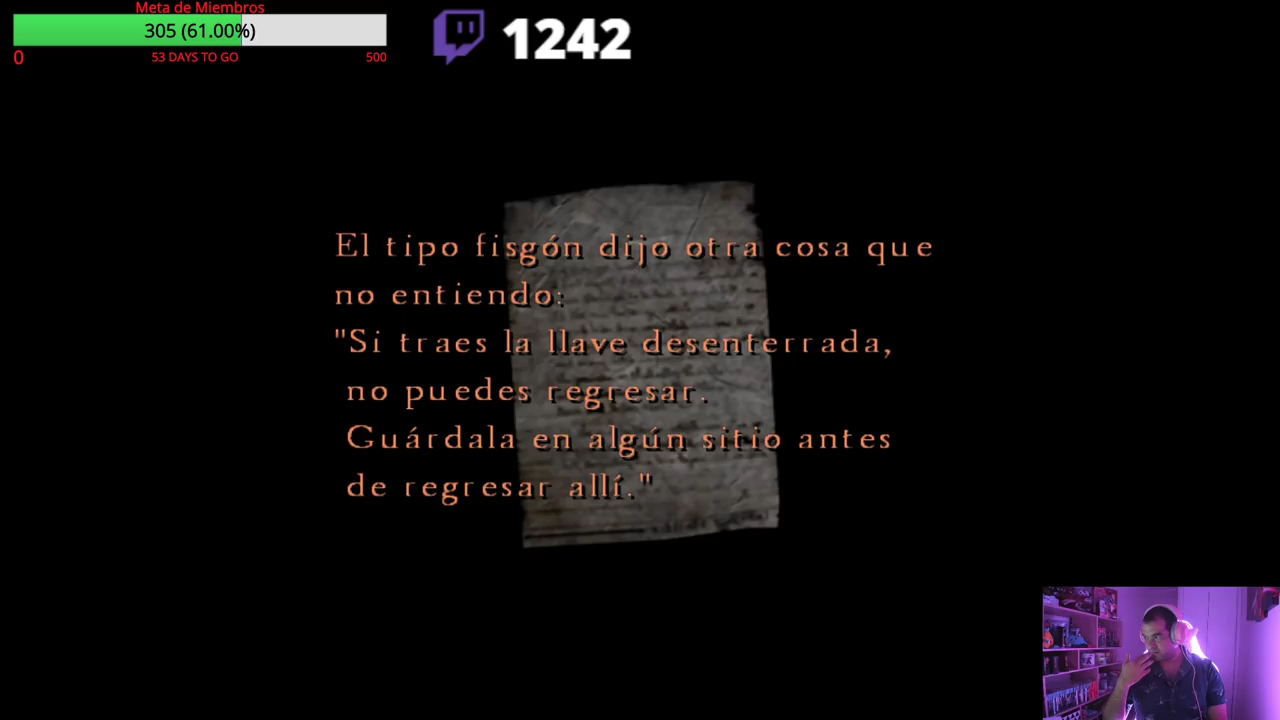 Meta de Miembros
305 (61.00%)
0 53 DAYS TO GO 500
1242
El tipo fisgón dijo otra cosa que
no entiendo:
"Si traes la llave desenterrada,
no puedes regresar.
Guárdala en algún sitio antes
de regresar allí."